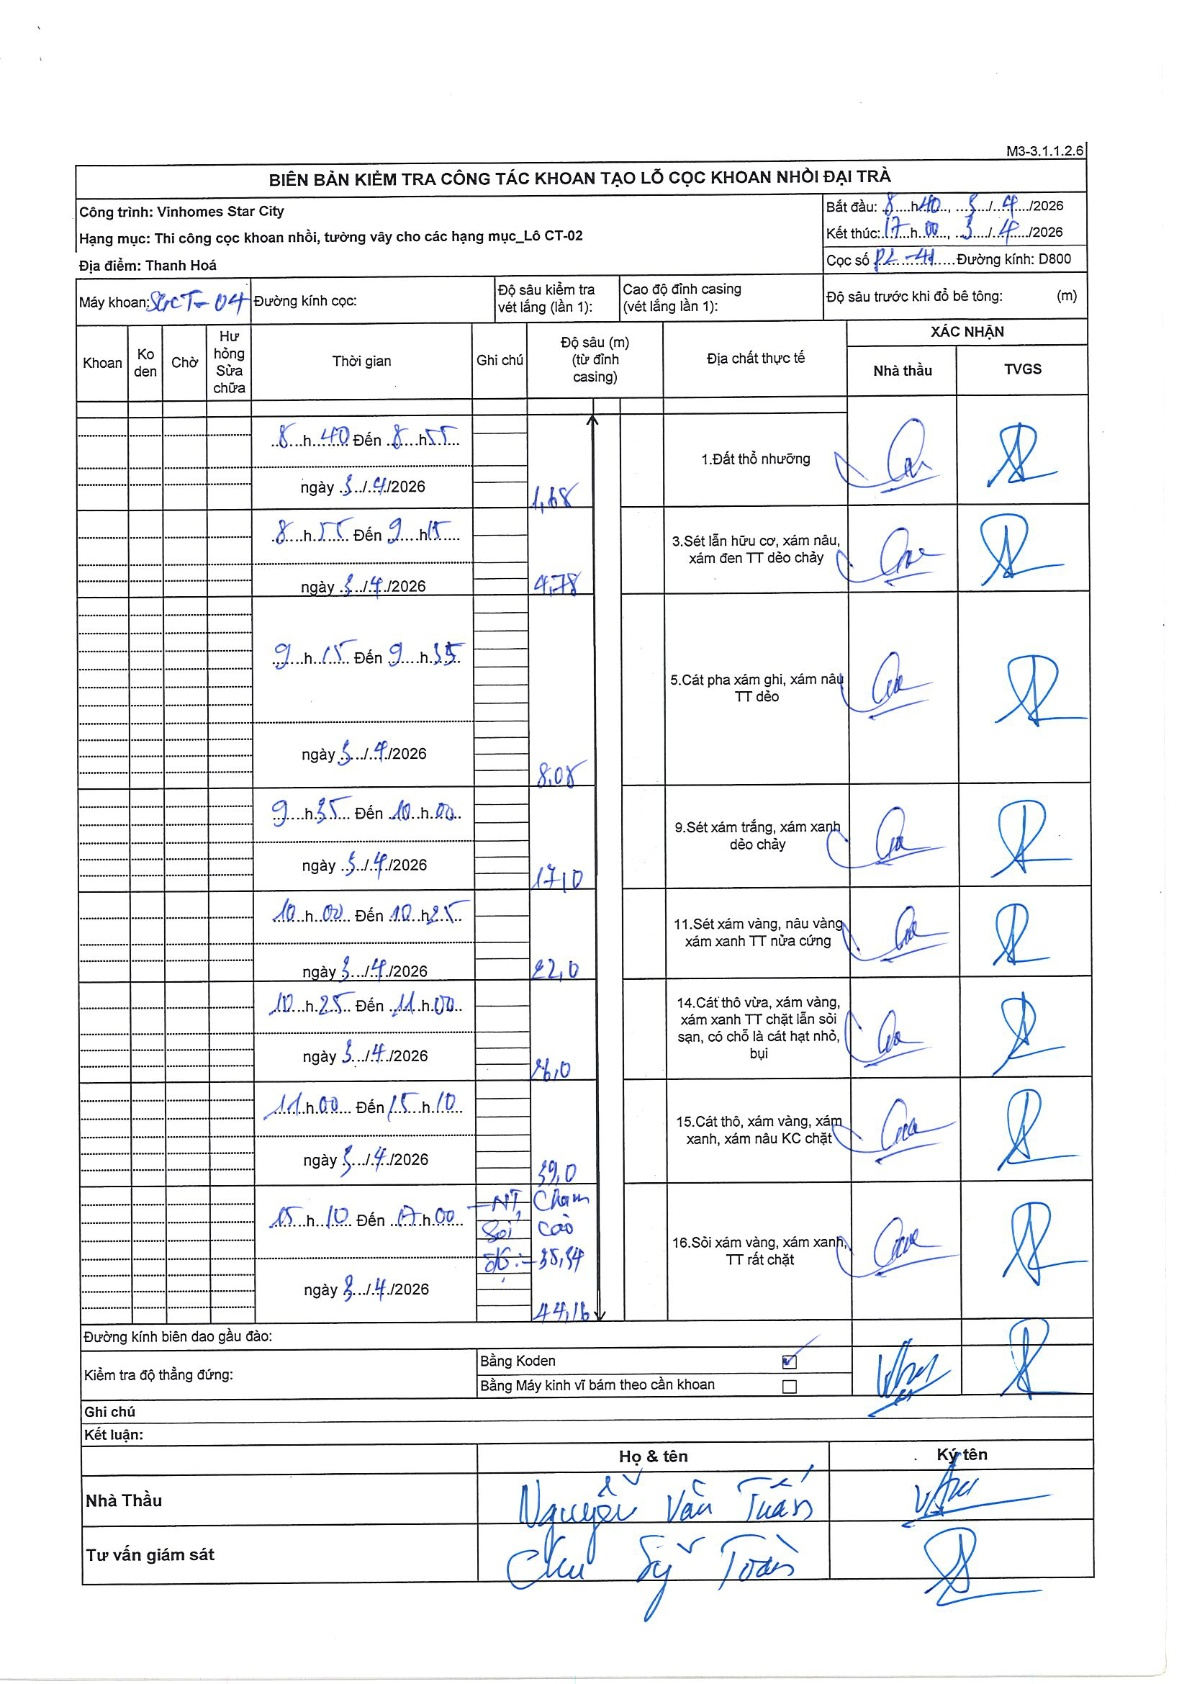 M3-3.1.1.2.6
BIÊN BẢN KIỂM TRA CÔNG TÁC KHOAN TẠO LỖ CỌC KHOAN NHỒI ĐẠI TRÀ
Công trình: Vinhomes Star City
Hạng mục: Thi công cọc khoan nhồi, tường vây cho các hạng mục_Lô CT-02
Địa điểm: Thanh Hoá
Bắt đầu: 8 h 40, 3/4/2026
Kết thúc: 17 h 00, 3/4/2026
Cọc số P2-41 Đường kính: D800
Máy khoan: Đường kính cọc:
Độ sâu kiểm tra vét lắng (lần 1):
Cao độ đỉnh casing (vét lắng lần 1):
Độ sâu trước khi đổ bê tông: (m)
Khoan Ko den Chờ Hư hỏng Sửa chữa Thời gian Ghi chú Độ sâu (m) (từ đỉnh casing) Địa chất thực tế XÁC NHẬN
Nhà thầu TVGS
8 h 40 Đến 8 h 55
ngày 3/4/2026
1,68
1.Đất thổ nhưỡng
8 h 55 Đến 9 h 15
ngày 3/4/2026
4,78
3.Sét lẫn hữu cơ, xám nâu,
xám đen TT dẻo chảy
9 h 15 Đến 9 h 35
ngày 3/4/2026
8,08
5.Cát pha xám ghi, xám nâu
TT dẻo
9 h 35 Đến 10 h 00
ngày 3/4/2026
17,0
9.Sét xám trắng, xám xanh
dẻo chảy
10 h 00 Đến 10 h 25
ngày 3/4/2026
22,0
11.Sét xám vàng, nâu vàng
xám xanh TT nửa cứng
10 h 25 Đến 11 h 00
ngày 3/4/2026
26,0
14.Cát thô vừa, xám vàng,
xám xanh TT chặt lẫn sỏi
sạn, có chỗ là cát hạt nhỏ,
bụi
11 h 00 Đến 15 h 10
ngày 3/4/2026
39,0
15.Cát thô, xám vàng, xám
xanh, xám nâu KC chặt
15 h 10 Đến 17 h 00
ngày 3/4/2026
NT, Chạm
Sỏi, cao
độ: -35,34
44,16
16.Sỏi xám vàng, xám xanh,
TT rất chặt
Đường kính biên dao gầu đào:
Kiểm tra độ thẳng đứng:
Bằng Koden
Bằng Máy kinh vĩ bám theo cần khoan
Ghi chú
Kết luận:
Họ & tên Ký tên
Nhà Thầu Nguyễn Văn Tuấn
Tư vấn giám sát Chu Sỹ Toàn